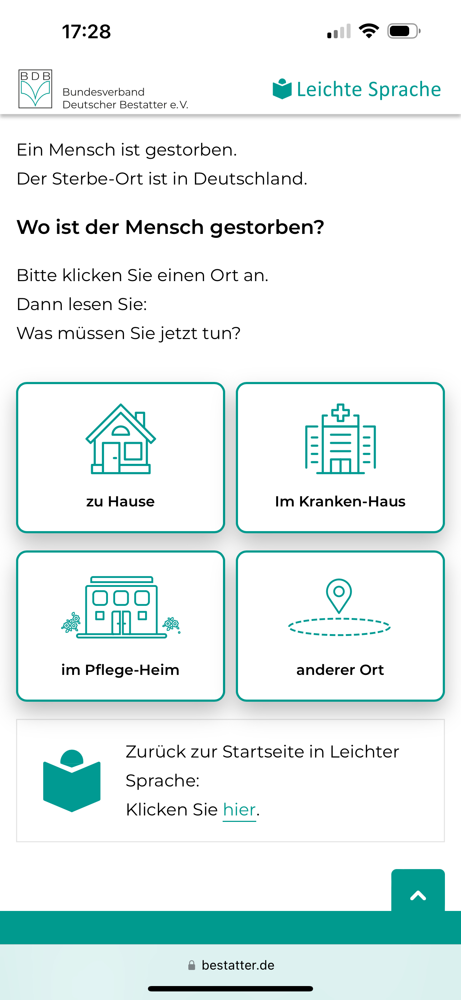 17:28
B D B
Bundesverband
Deutscher Bestatter e.V.
Leichte Sprache
Ein Mensch ist gestorben.
Der Sterbe-Ort ist in Deutschland.
Wo ist der Mensch gestorben?
Bitte klicken Sie einen Ort an.
Dann lesen Sie:
Was müssen Sie jetzt tun?
zu Hause
Im Kranken-Haus
im Pflege-Heim
anderer Ort
Zurück zur Startseite in Leichter
Sprache:
Klicken Sie hier.
bestatter.de